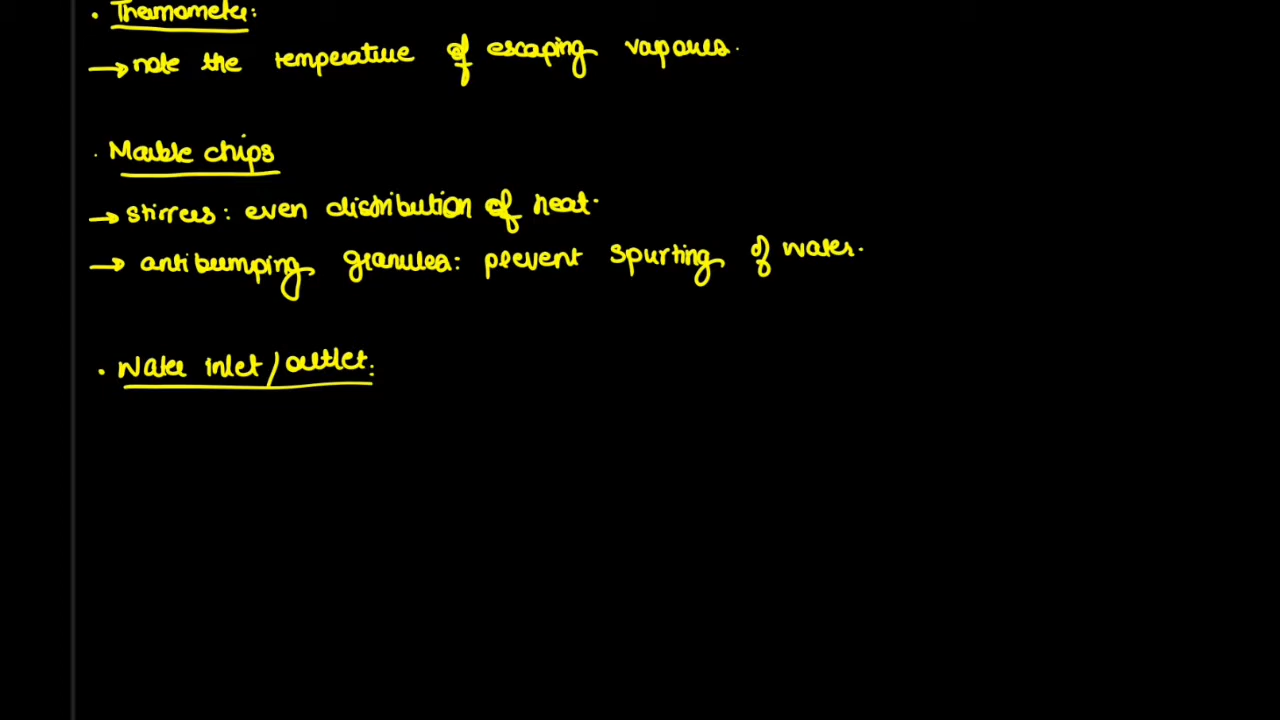 • Thermometer:
→ note the temperature of escaping vapours.
• Marble chips
→ stirrers: even distribution of heat.
→ antibumping granules: prevent spurting of water.
• Water inlet/outlet: